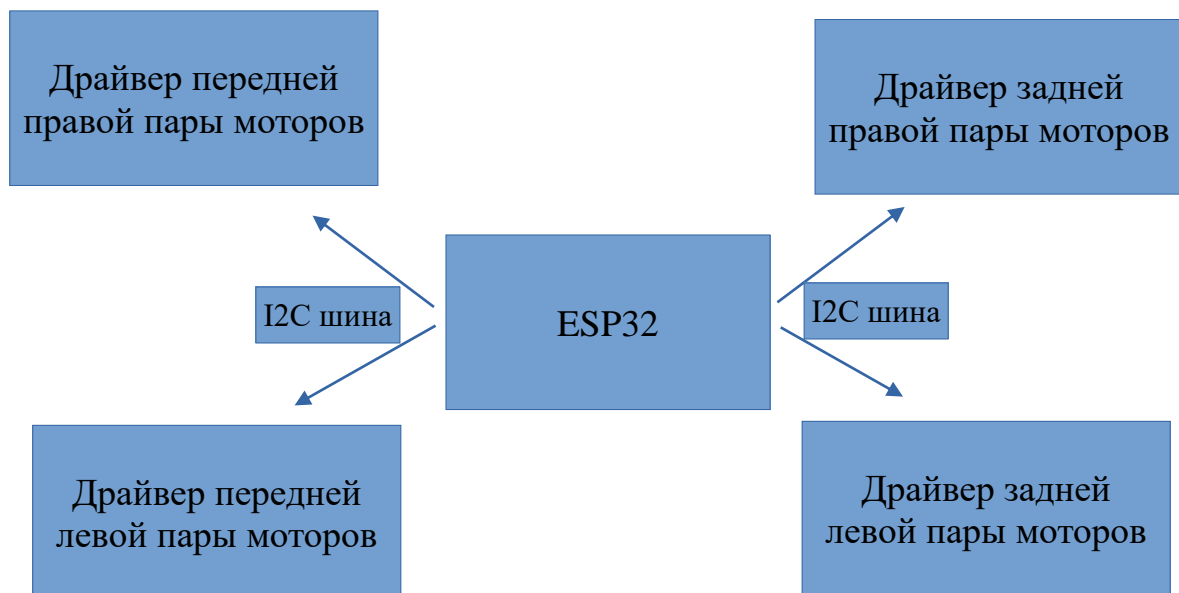 Драйвер передней
правой пары моторов
Драйвер задней
правой пары моторов
I2C шина
ESP32
I2C шина
Драйвер передней
левой пары моторов
Драйвер задней
левой пары моторов